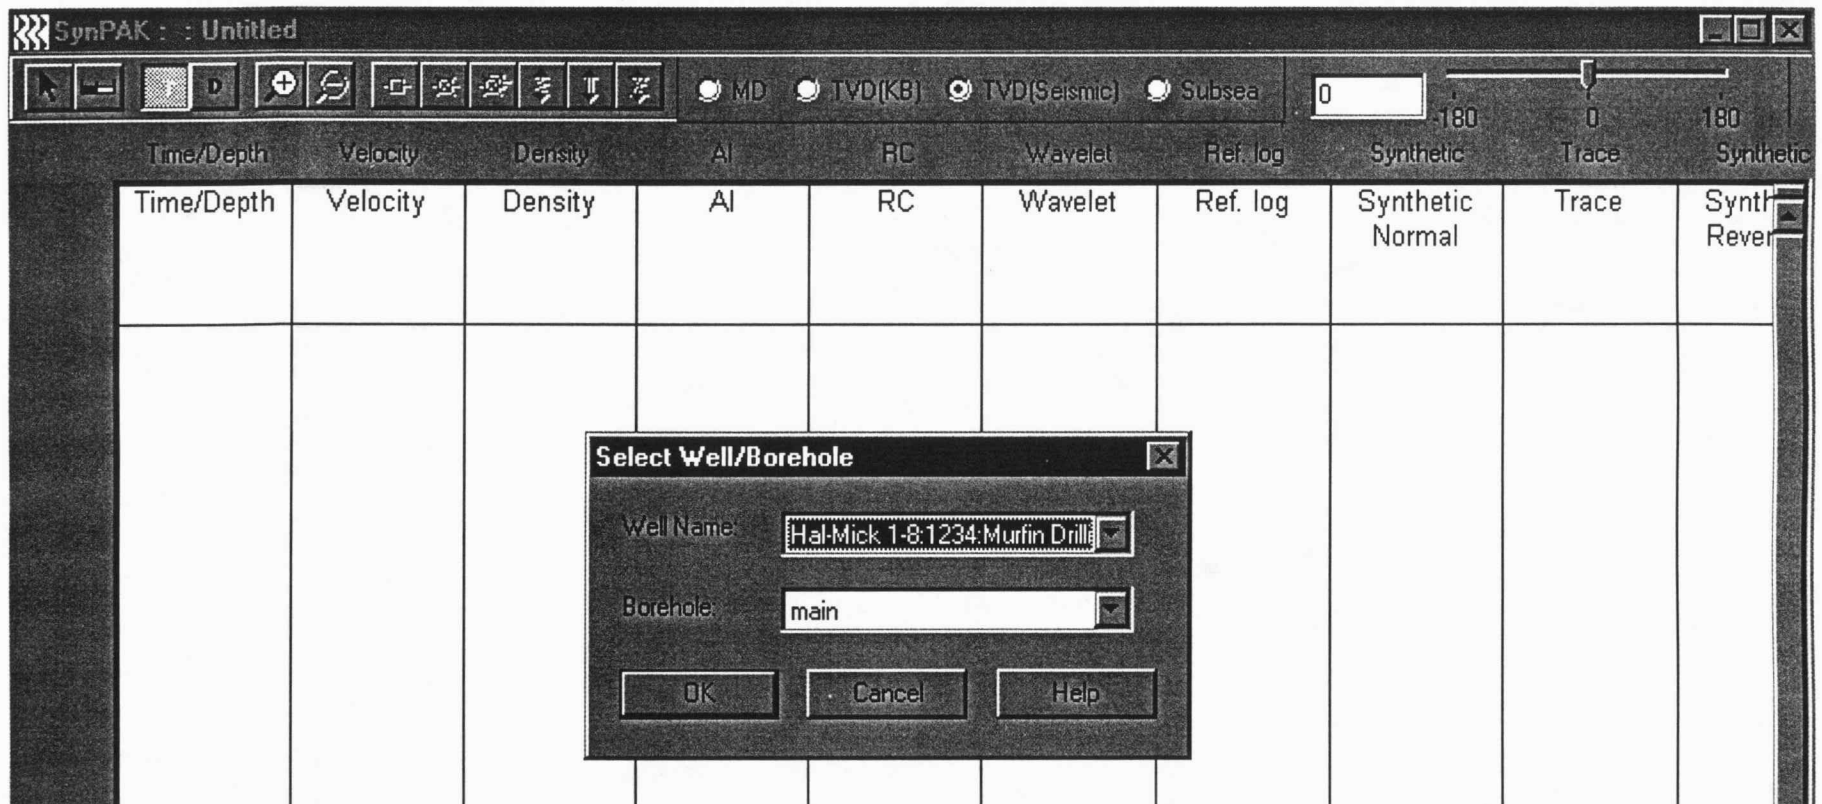 SynPAK : : Untitled
T D MD TVD(KB) TVD(Seismic) Subsea 0
-180 0 180
Time/Depth Velocity Density AI RC Wavelet Ref. log Synthetic Trace Synthetic
Time/Depth Velocity Density AI RC Wavelet Ref. log Synthetic Trace Synth
Normal Rever
Select Well/Borehole
Well Name: Hal-Mick 1-8:1234:Murfin Drilli
Borehole: main
OK Cancel Help